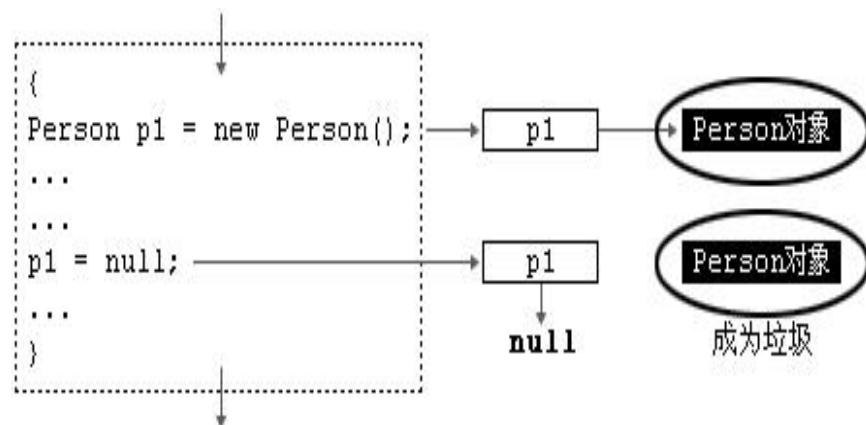 {
Person p1 = new Person(); p1 Person对象
...
...
p1 = null; p1 Person对象
...
null 成为垃圾
}